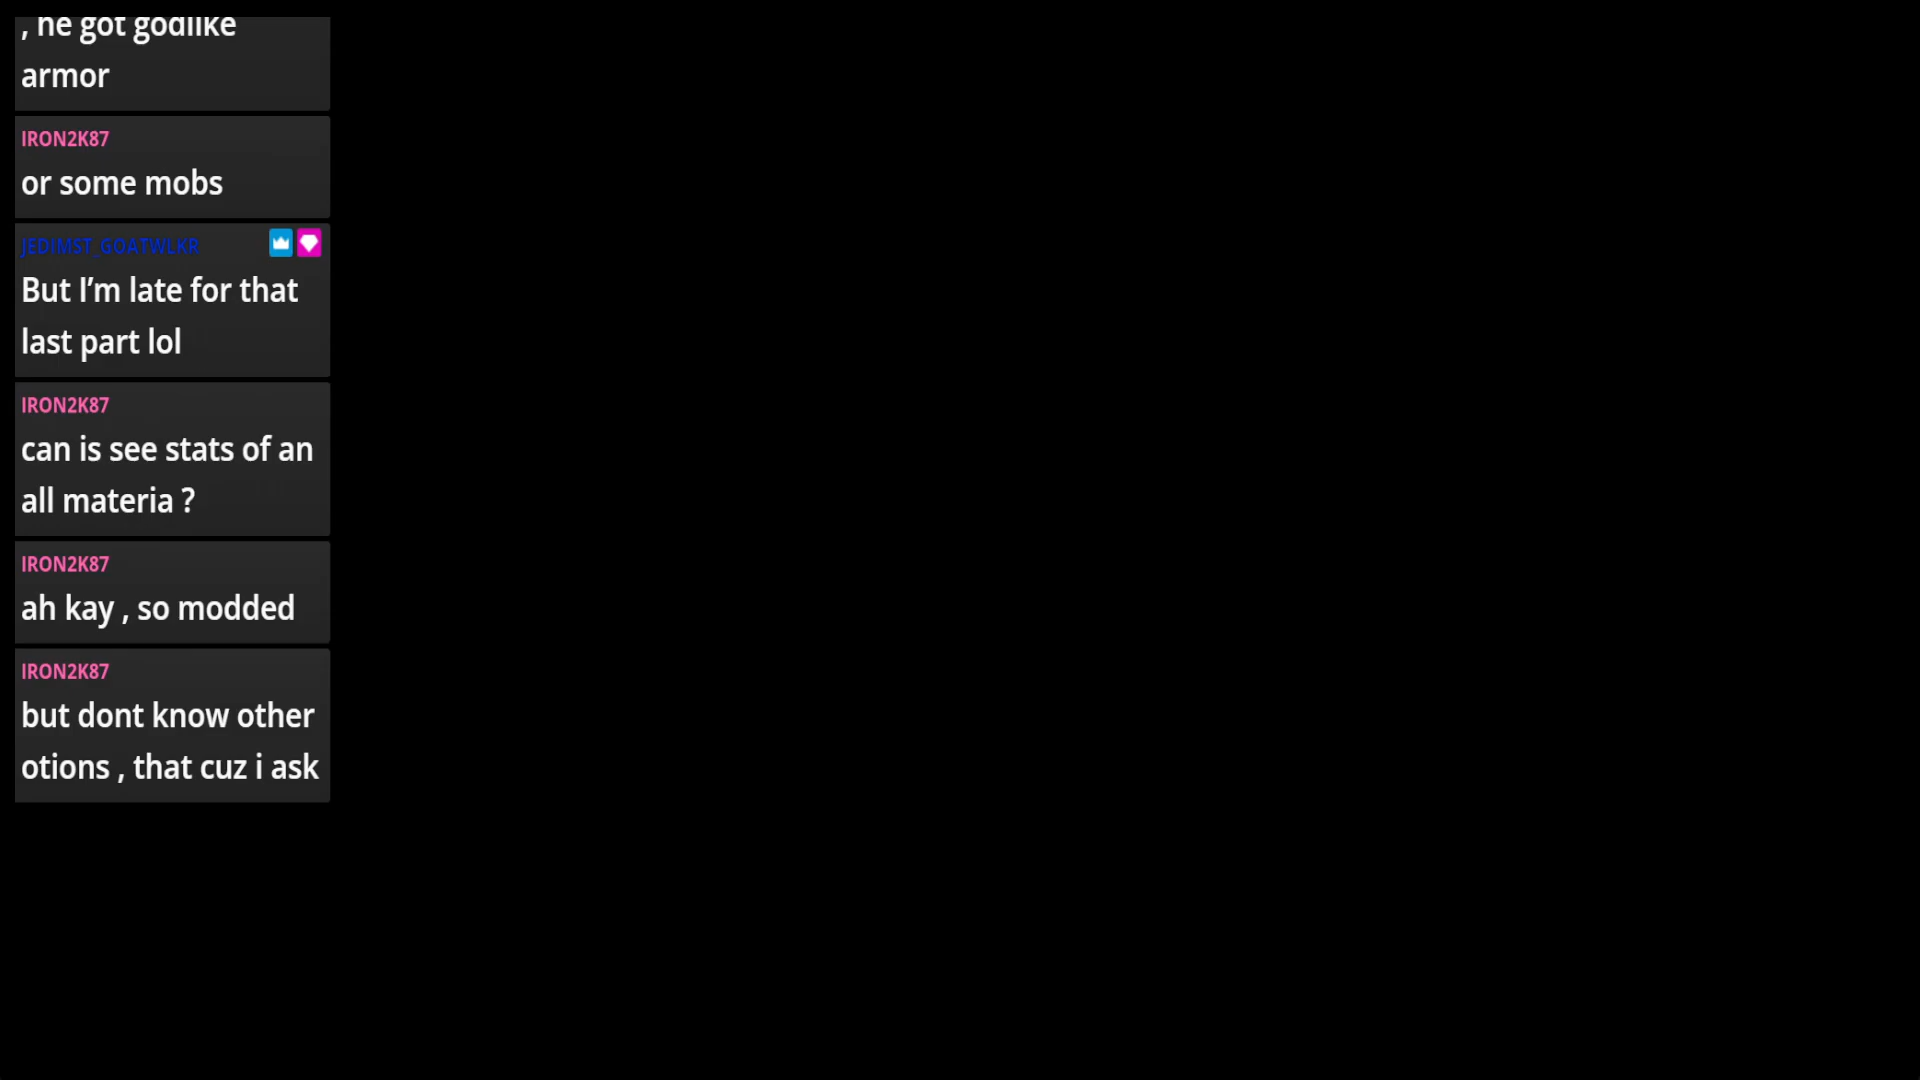 , he got godlike
armor
IRON2K87
or some mobs
JEDIMST_GOATWLKR
But I’m late for that
last part lol
IRON2K87
can is see stats of an
all materia ?
IRON2K87
ah kay , so modded
IRON2K87
but dont know other
otions , that cuz i ask